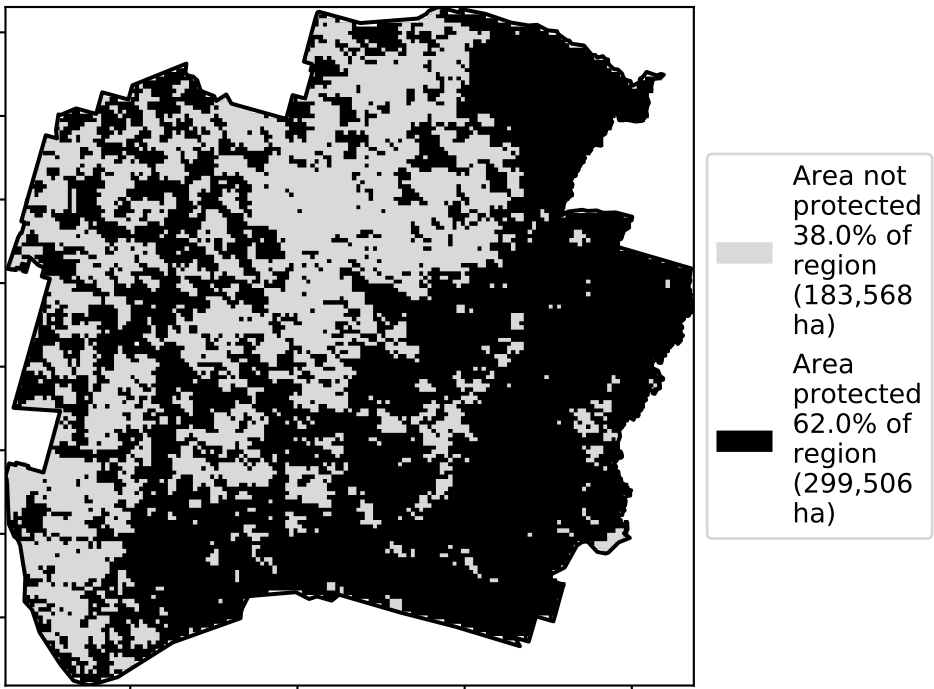 Area not
protected
38.0% of
region
(183,568
ha)
Area
protected
62.0% of
region
(299,506
ha)